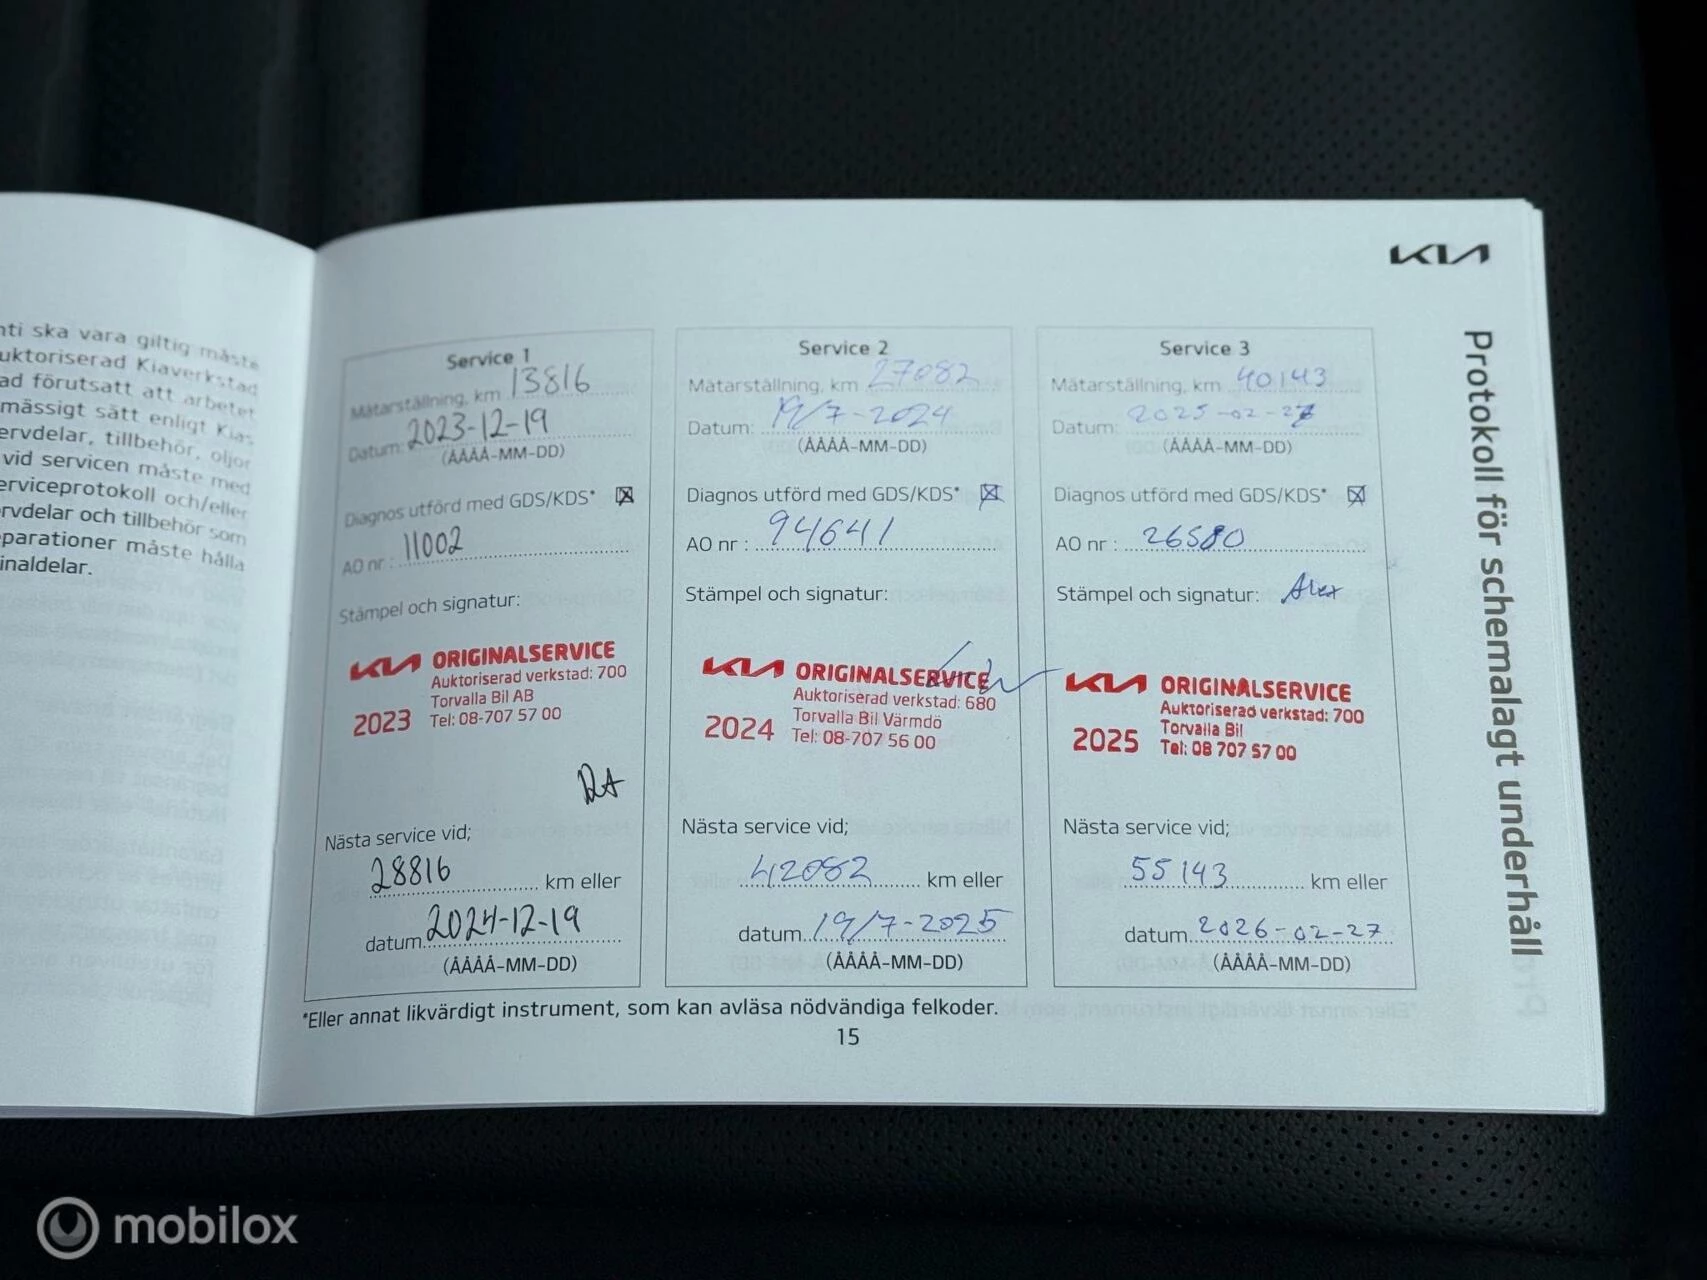 nti ska vara giltig måste
uktoriserad Kiaverkstad
ad förutsatt att arbetet
mässigt sätt enligt Kias
ervdelar, tillbehör, oljor
vid servicen måste med
erviceprotokoll och/eller
rvdelar och tillbehör som
eparationer måste hålla
inaldelar.
KIA
Protokoll för schemalagt underhåll
Service 1
Mätarställning, km 13816
Datum: 2023-12-19
(ÅÅÅÅ-MM-DD)
Diagnos utförd med GDS/KDS* ☒
AO nr : 11002
Stämpel och signatur:
KIA ORIGINALSERVICE
Auktoriserad verkstad: 700
Torvalla Bil AB
2023 Tel: 08-707 57 00
Nästa service vid;
28816 km eller
datum 2024-12-19
(ÅÅÅÅ-MM-DD)
Service 2
Mätarställning, km 27082
Datum: 19/7-2024
(ÅÅÅÅ-MM-DD)
Diagnos utförd med GDS/KDS* ☒
AO nr : 94641
Stämpel och signatur:
KIA ORIGINALSERVICE
Auktoriserad verkstad: 680
Torvalla Bil Värmdö
2024 Tel: 08-707 56 00
Nästa service vid;
42082 km eller
datum 19/7-2025
(ÅÅÅÅ-MM-DD)
Service 3
Mätarställning, km 40143
Datum: 2025-02-27
(ÅÅÅÅ-MM-DD)
Diagnos utförd med GDS/KDS* ☒
AO nr : 26580
Stämpel och signatur: Alex
KIA ORIGINALSERVICE
Auktoriserad verkstad: 700
Torvalla Bil
2025 Tel: 08 707 57 00
Nästa service vid;
55143 km eller
datum 2026-02-27
(ÅÅÅÅ-MM-DD)
*Eller annat likvärdigt instrument, som kan avläsa nödvändiga felkoder.
15
mobilox